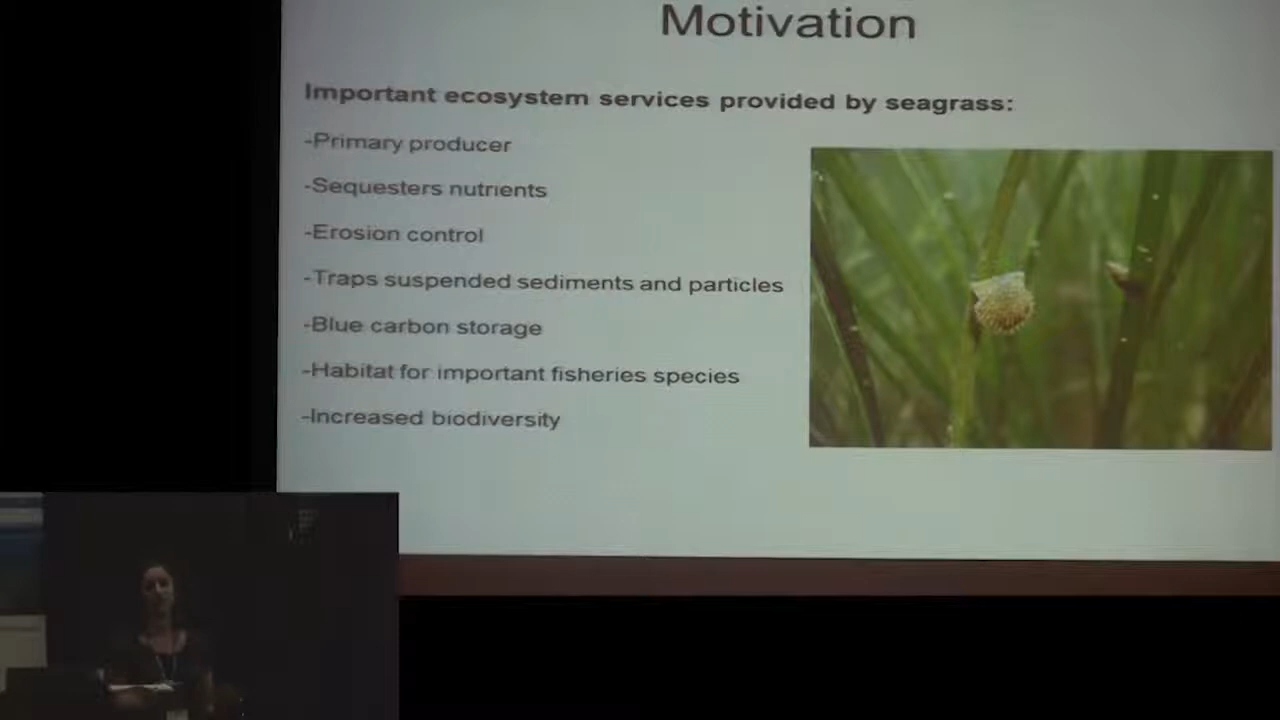 Motivation
Important ecosystem services provided by seagrass:
-Primary producer
-Sequesters nutrients
-Erosion control
-Traps suspended sediments and particles
-Blue carbon storage
-Habitat for important fisheries species
-Increased biodiversity